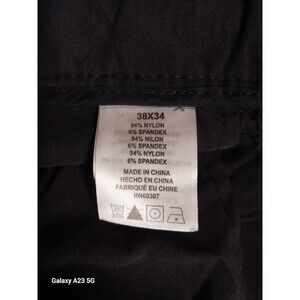 38X34
94% NYLON
6% SPANDEX
94% NILON
6% SPANDEX
94% NYLON
6% SPANDEX
MADE IN CHINA
HECHO EN CHINA
FABRIQUÉ EU CHINE
RN60307
Galaxy A23 5G